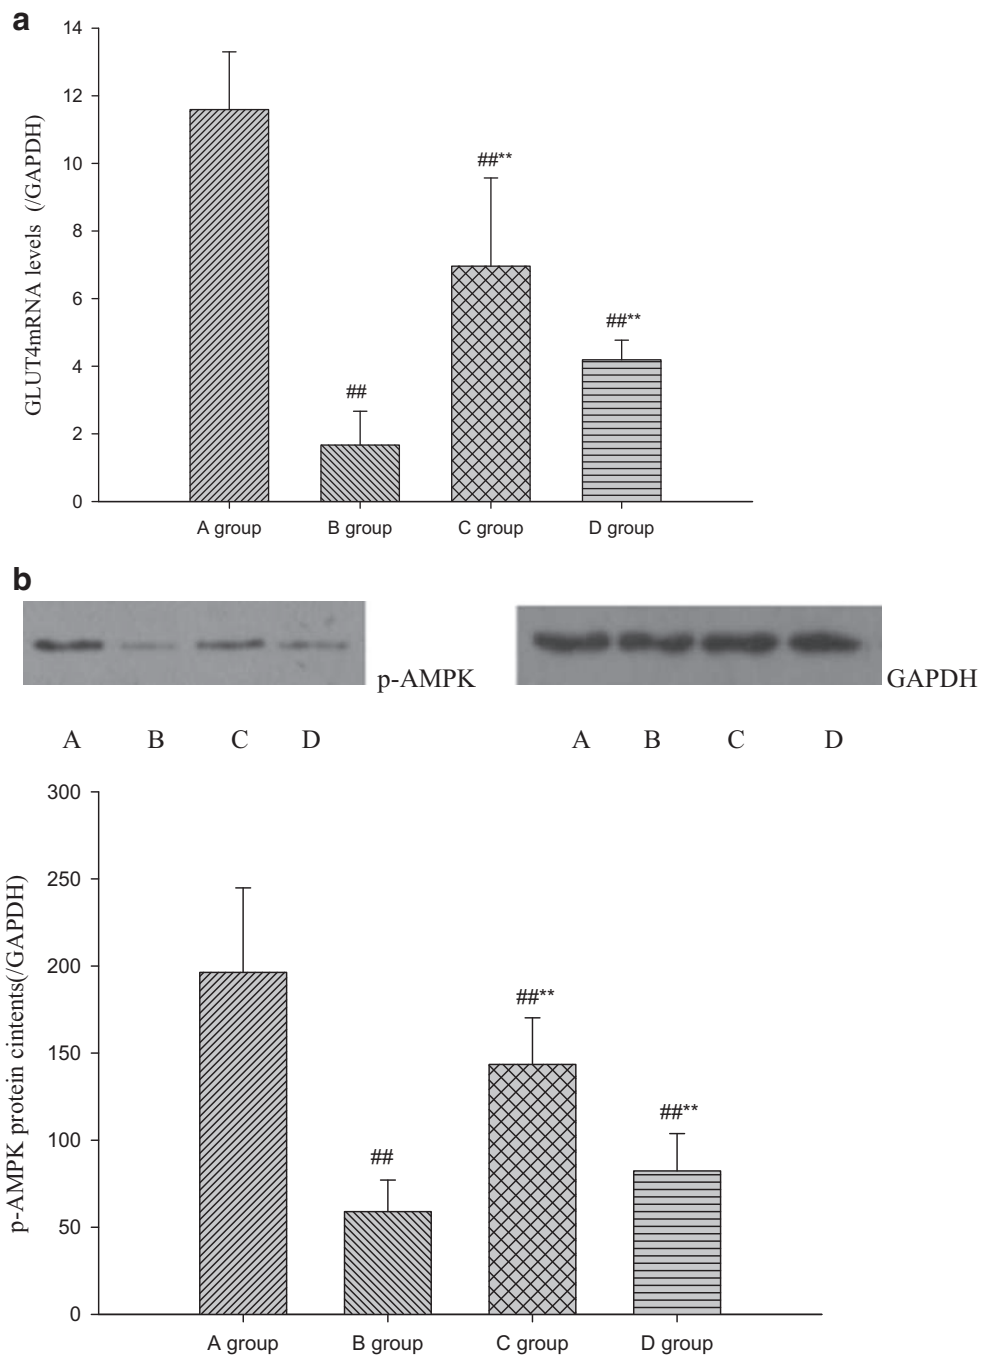 a
14
12
10
8
6
4
2
0
GLUT4mRNA levels (/GAPDH)
##
##**
##**
A group B group C group D group
b
p-AMPK GAPDH
A B C D A B C D
300
250
200
150
100
50
0
p-AMPK protein cintents(/GAPDH)
##
##**
##**
A group B group C group D group